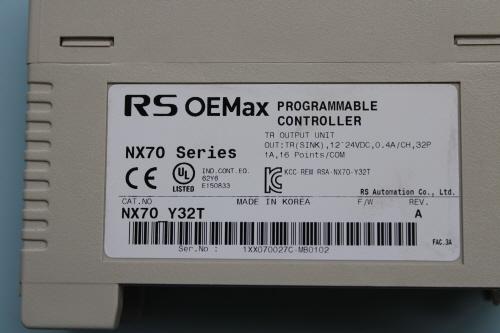 RS OEMax PROGRAMMABLE
CONTROLLER
TR OUTPUT UNIT
OUT:TR(SINK),12~24VDC,0.4A/CH,32P
1A,16 Points/COM
NX70 Series
CE UL LISTED IND.CONT.EQ.
62Y6
E150833
KCC-REM-RSA-NX70-Y32T
RS Automation Co., Ltd.
CAT.NO MADE IN KOREA F/W REV.
NX70_Y32T A
FAC.3A
Ser.No : 1XX070027C-MB0102